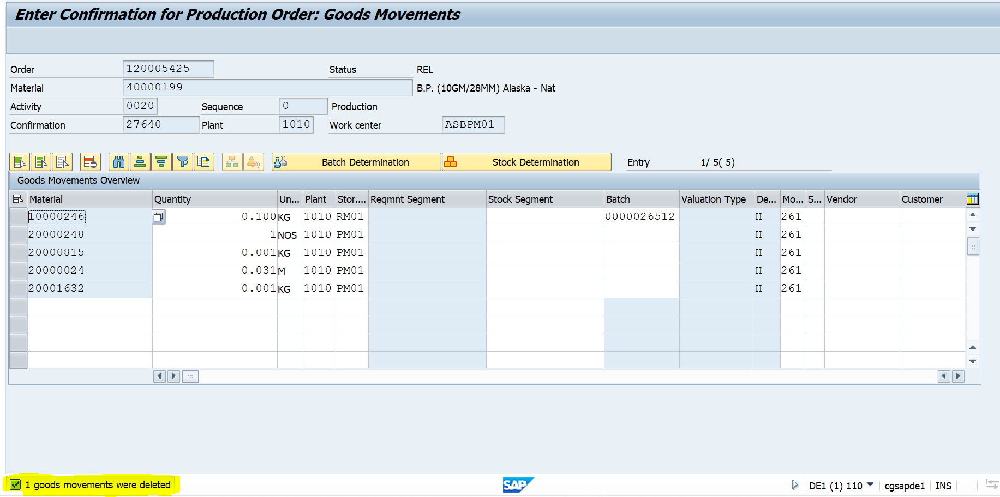 Enter Confirmation for Production Order: Goods Movements
Order 120005425 Status REL
Material 40000199 B.P. (10GM/28MM) Alaska - Nat
Activity 0020 Sequence 0 Production
Confirmation 27640 Plant 1010 Work center ASBPM01
Batch Determination Stock Determination Entry 1/ 5( 5)
Goods Movements Overview
Material Quantity Un... Plant Stor.... Reqmnt Segment Stock Segment Batch Valuation Type De... Mo... S... Vendor Customer
10000246 0.100 KG 1010 RM01 0000026512 H 261
20000248 1 NOS 1010 PM01 H 261
20000815 0.001 KG 1010 PM01 H 261
20000024 0.031 M 1010 PM01 H 261
20001632 0.001 KG 1010 PM01 H 261
1 goods movements were deleted SAP DE1 (1) 110 cgsapde1 INS